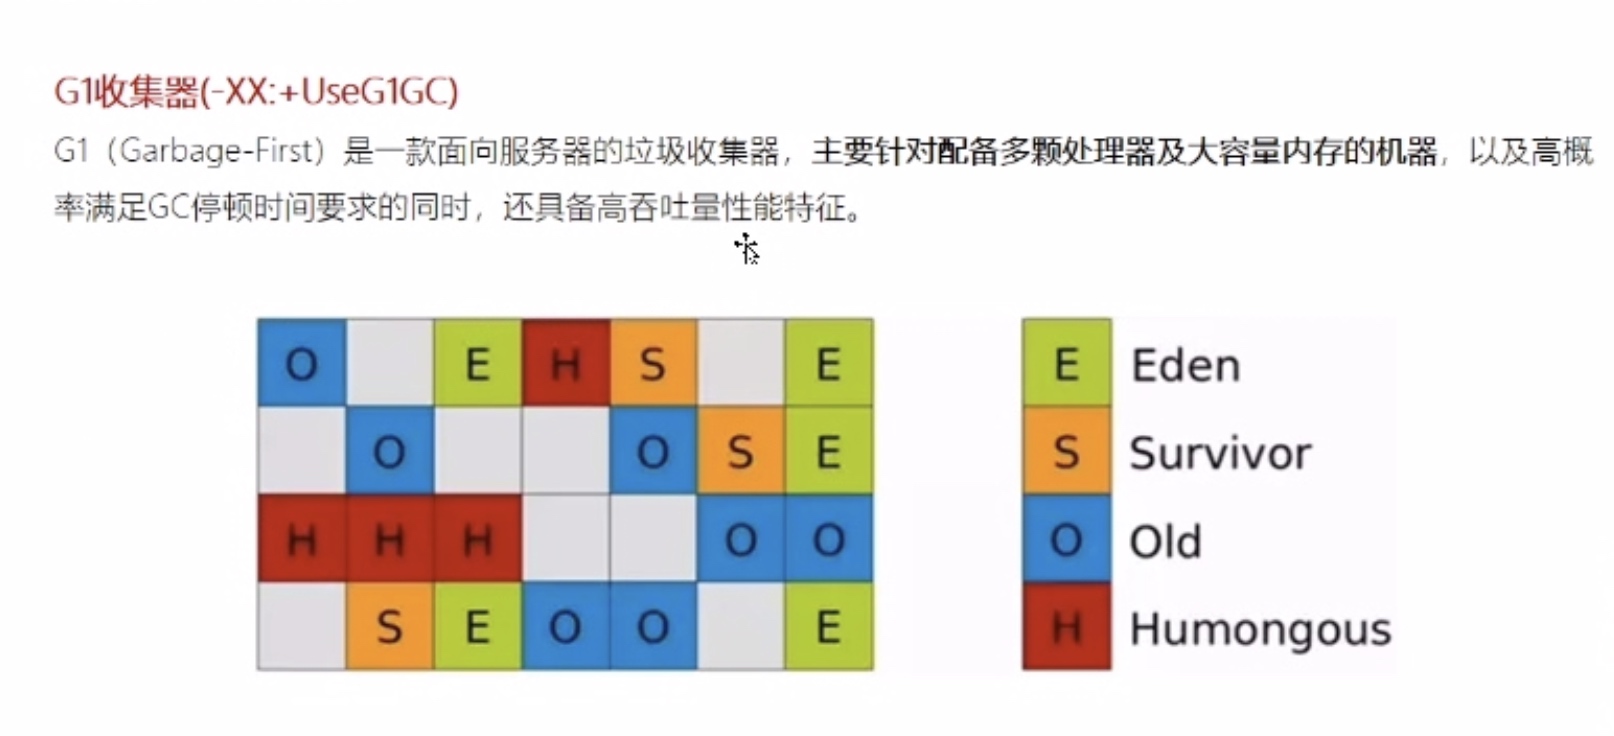 G1收集器(-XX:+UseG1GC)
G1（Garbage-First）是一款面向服务器的垃圾收集器，主要针对配备多颗处理器及大容量内存的机器，以及高概
率满足GC停顿时间要求的同时，还具备高吞吐量性能特征。
O E H S E
O O S E
H H H O O
S E O O E
E Eden
S Survivor
O Old
H Humongous